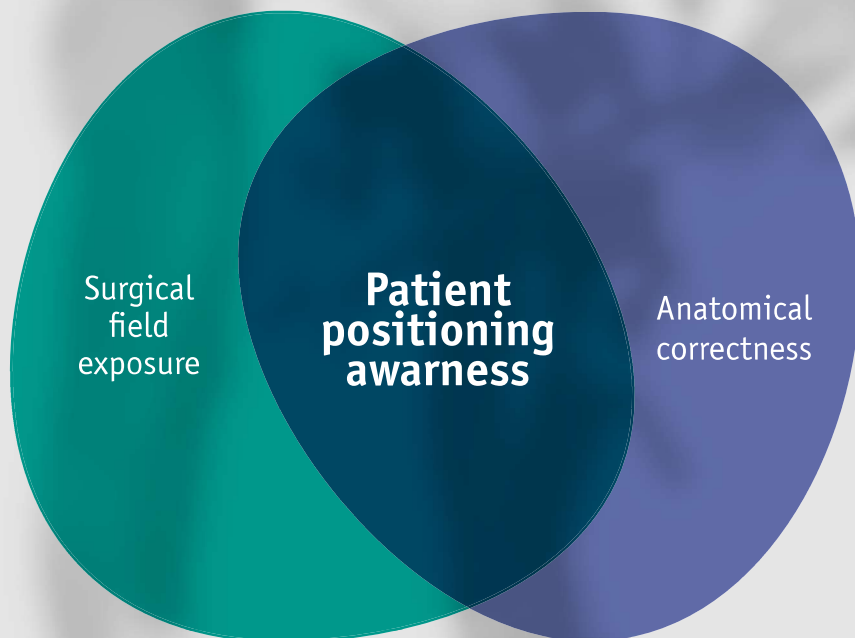 Surgical
field
exposure
Patient
positioning
awarness
Anatomical
correctness